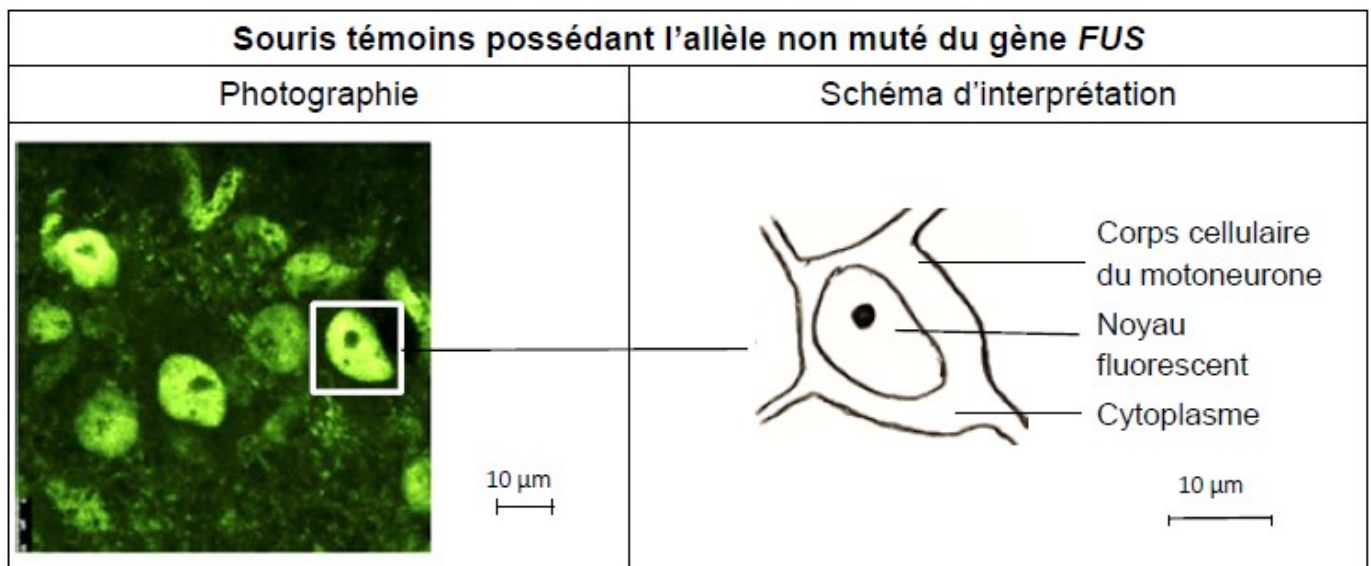 Souris témoins possédant l'allèle non muté du gène FUS
Photographie
Schéma d'interprétation
Corps cellulaire
du motoneurone
Noyau
fluorescent
Cytoplasme
10 µm
10 µm